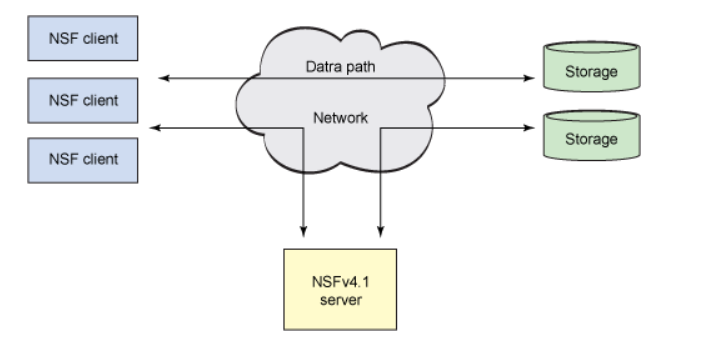 NSF client
Datra path
Storage
NSF client
Network
Storage
NSF client
NSFv4.1
server